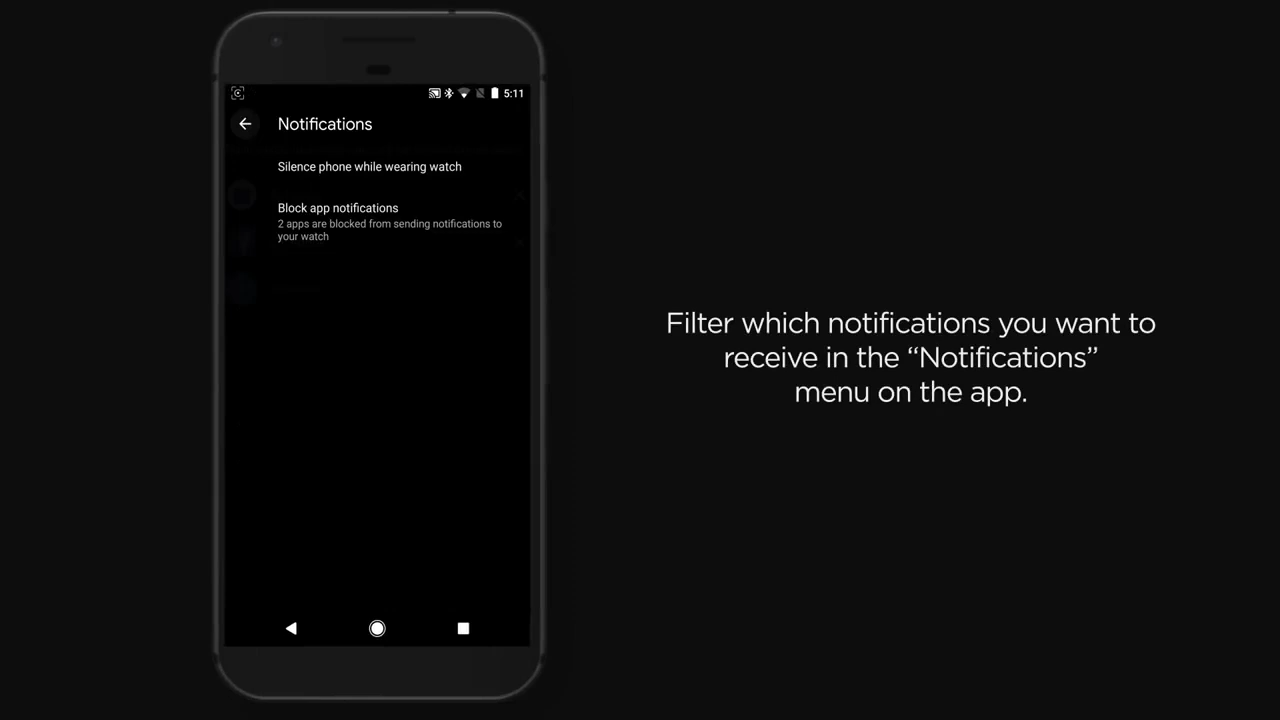 5:11
Notifications
Silence phone while wearing watch
Block app notifications
2 apps are blocked from sending notifications to
your watch
Filter which notifications you want to
receive in the “Notifications”
menu on the app.